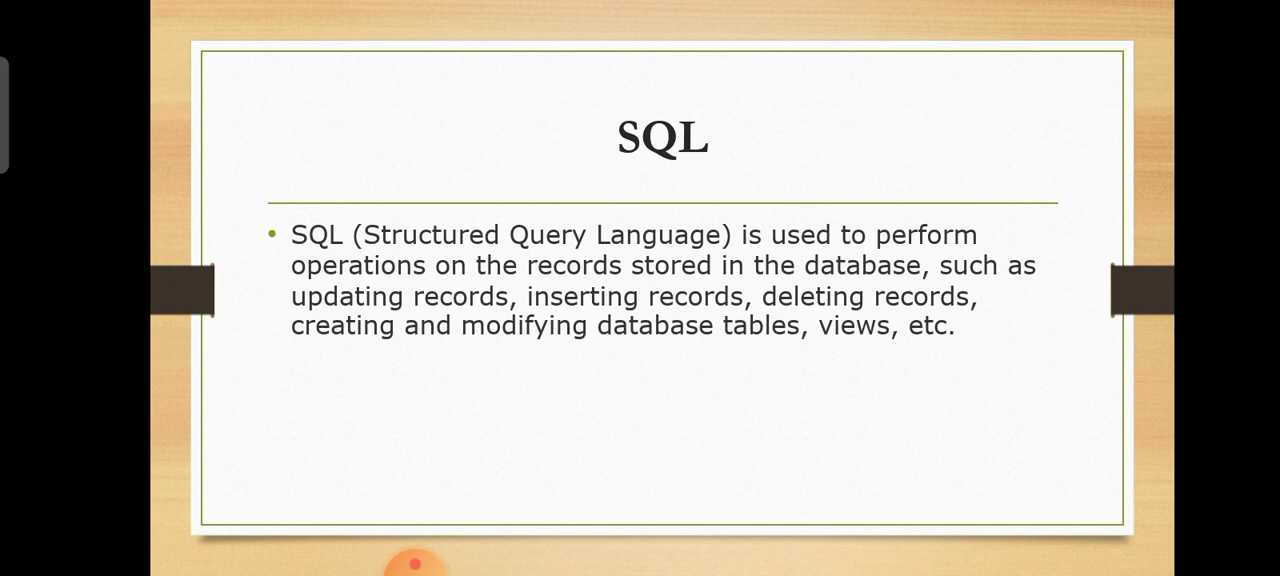 SQL
• SQL (Structured Query Language) is used to perform
operations on the records stored in the database, such as
updating records, inserting records, deleting records,
creating and modifying database tables, views, etc.